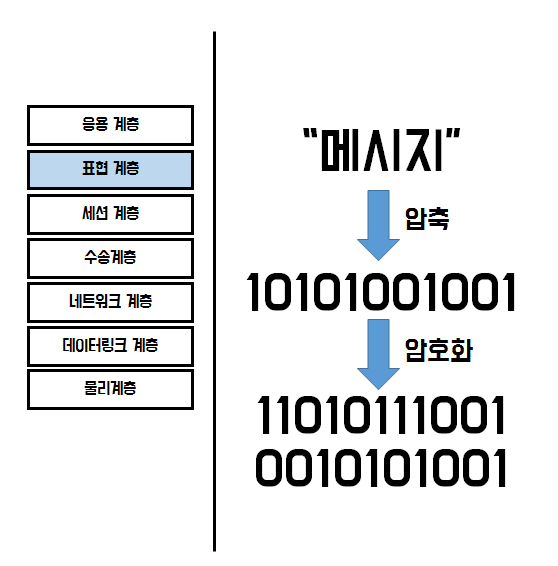 응용 계층
표현 계층
세션 계층
수송계층
네트워크 계층
데이터링크 계층
물리계층
“메시지”
압축
10101001001
암호화
11010111001
0010101001